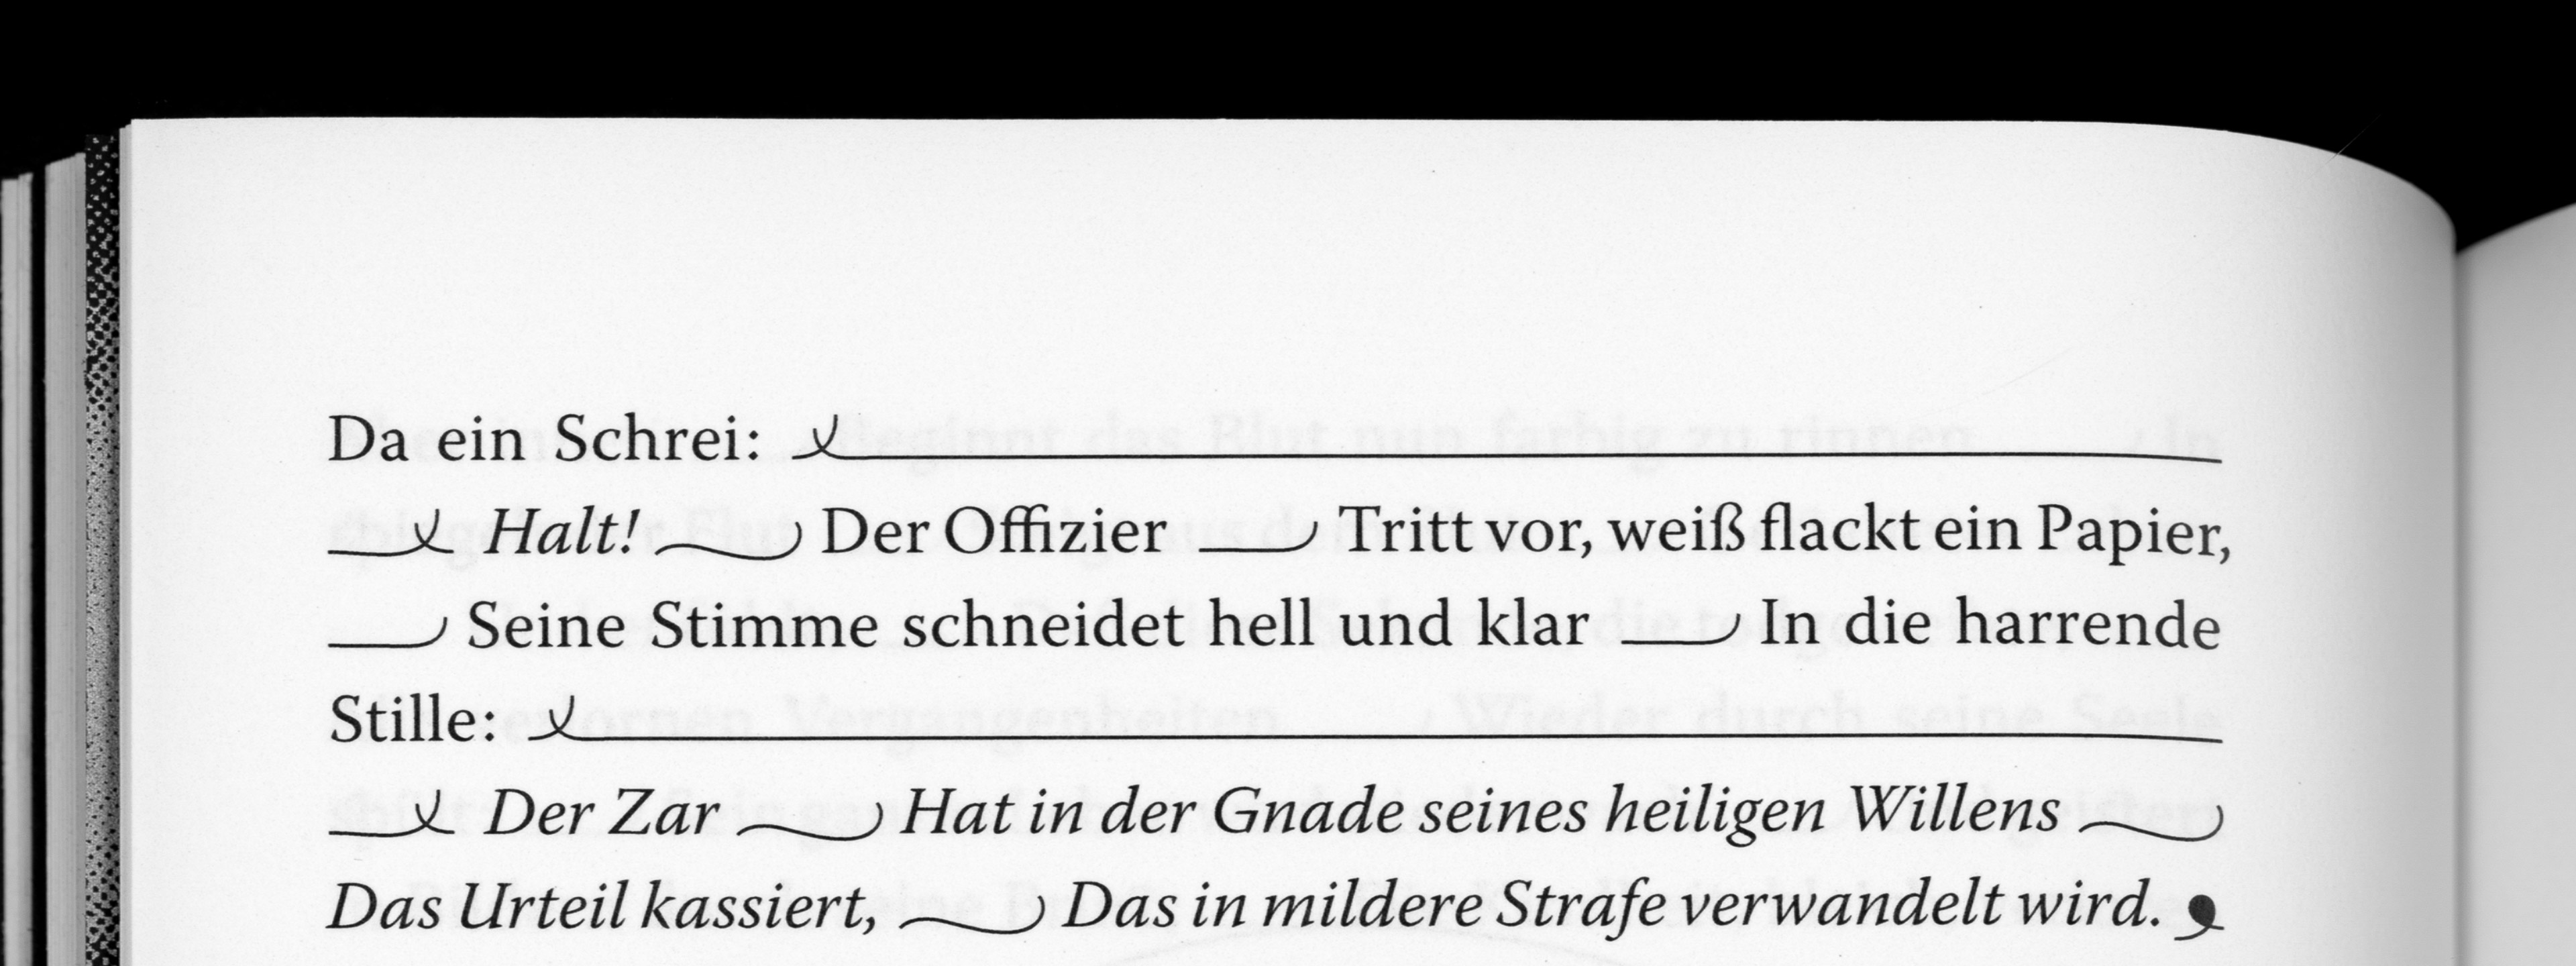 Da ein Schrei:
Halt! Der Offizier Tritt vor, weiß flackt ein Papier,
Seine Stimme schneidet hell und klar In die harrende
Stille:
Der Zar Hat in der Gnade seines heiligen Willens
Das Urteil kassiert, Das in mildere Strafe verwandelt wird.